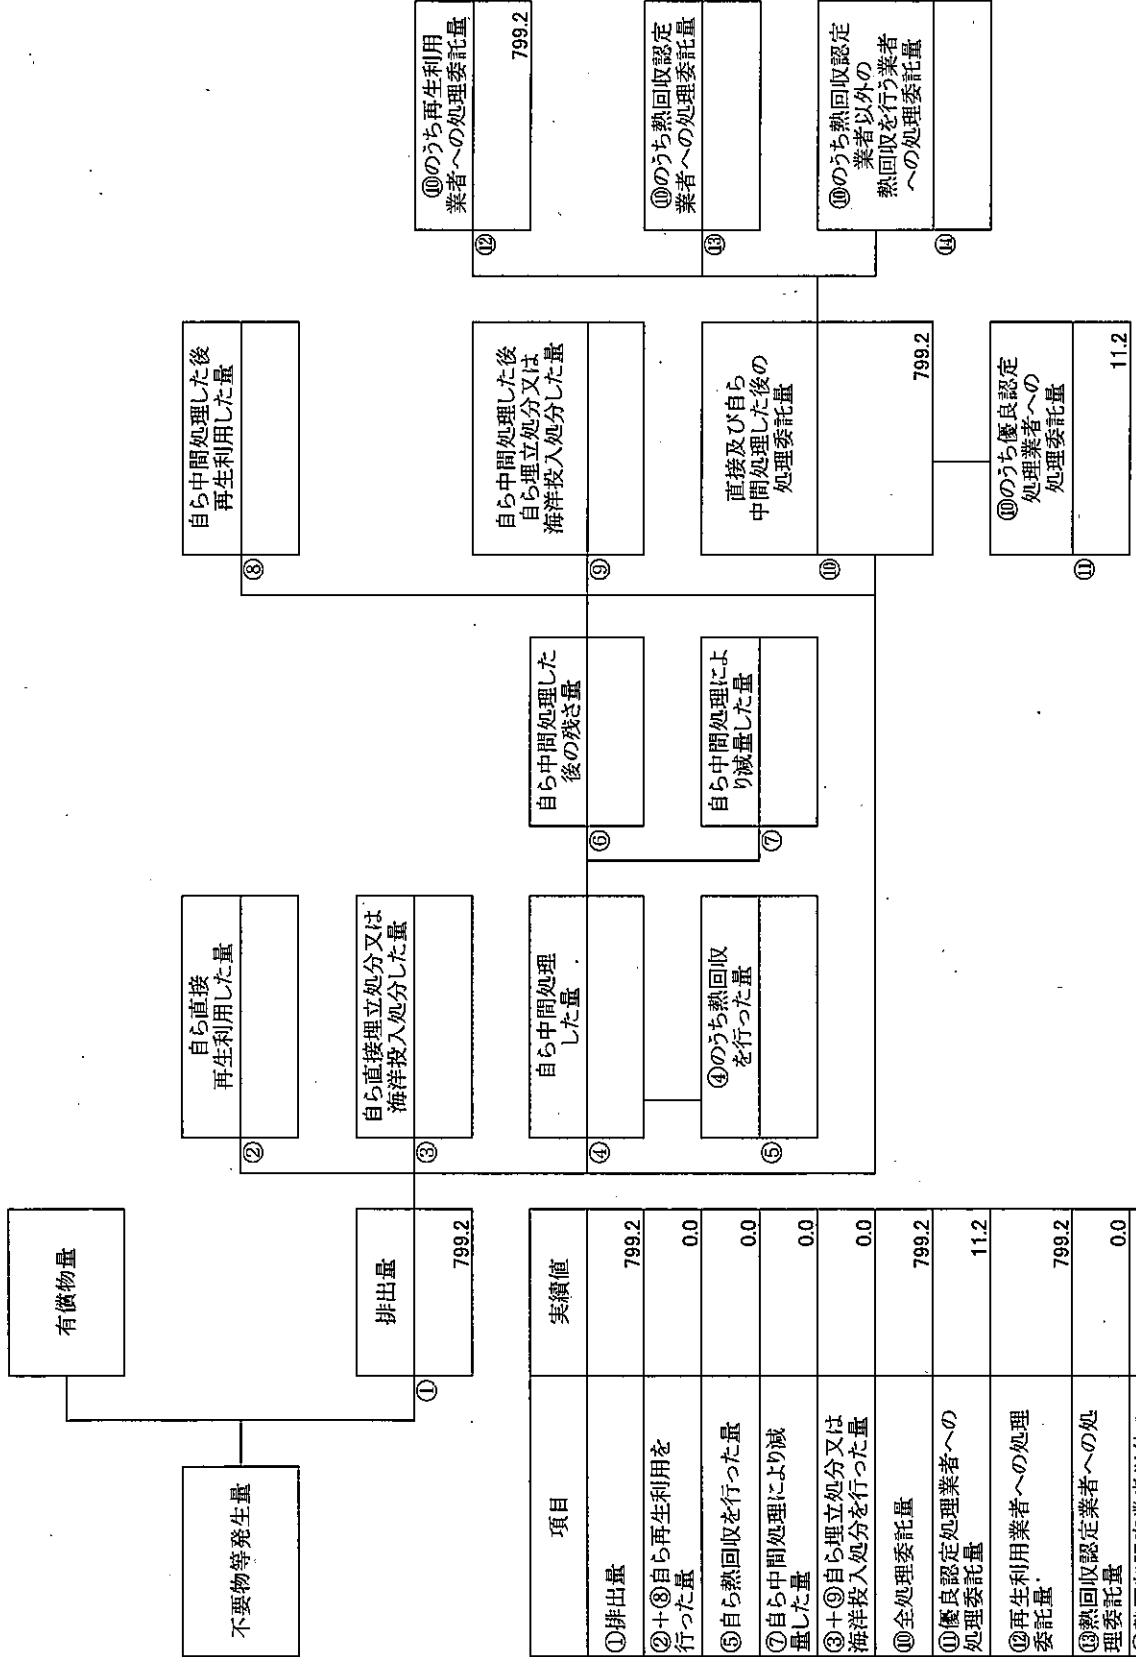 不要物等発生量
有償物量
排出量
①
799.2
自ら直接
再生利用した量
②
自ら直接埋立処分又は
海洋投入処分した量
③
自ら中間処理
した量
④
④のうち熱回収
を行った量
⑤
自ら中間処理した
後の残さ量
⑥
自ら中間処理によ
り減量した量
⑦
自ら中間処理した後
再生利用した量
⑧
自ら中間処理した後
自ら埋立処分又は
海洋投入処分した量
⑨
直接及び自ら
中間処理した後の
処理委託量
⑩
799.2
⑩のうち優良認定
処理業者への
処理委託量
⑪
11.2
⑩のうち再生利用
業者への処理委託量
⑫
799.2
⑩のうち熱回収認定
業者への処理委託量
⑬
⑩のうち熱回収認定
業者以外の
熱回収を行う業者
への処理委託量
⑭
項目
実績値
①排出量
799.2
②+⑧自ら再生利用を
行った量
0.0
⑤自ら熱回収を行った量
0.0
⑦自ら中間処理により減
量した量
0.0
③+⑨自ら埋立処分又は
海洋投入処分を行った量
0.0
⑩全処理委託量
799.2
⑪優良認定処理業者への
処理委託量
11.2
⑫再生利用業者への処理
委託量
799.2
⑬熱回収認定業者への処
理委託量
0.0